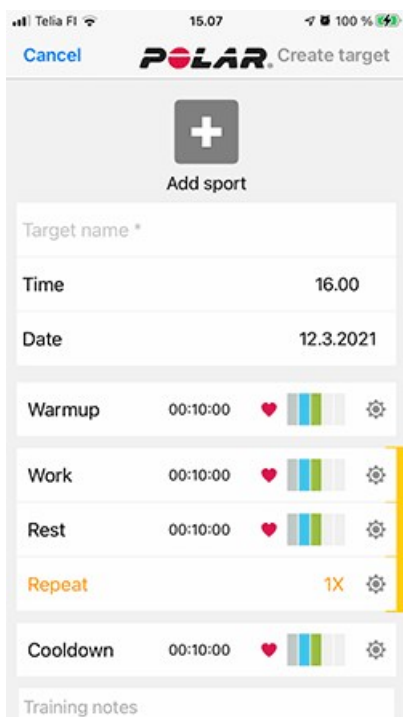 Telia FI 15.07 100 %
Cancel POLAR. Create target
Add sport
Target name *
Time 16.00
Date 12.3.2021
Warmup 00:10:00
Work 00:10:00
Rest 00:10:00
Repeat 1X
Cooldown 00:10:00
Training notes